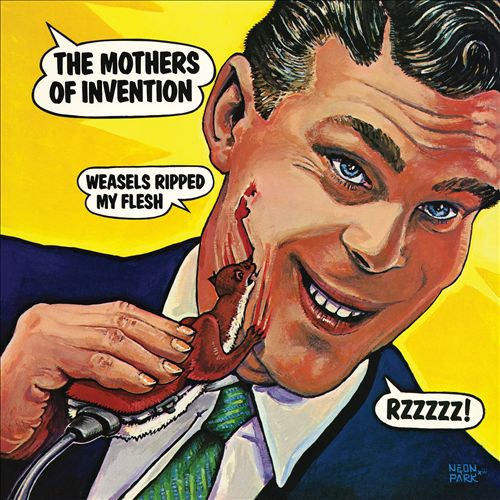 THE MOTHERS
OF INVENTION
WEASELS RIPPED
MY FLESH
RZZZZZ!
NEON
PARK